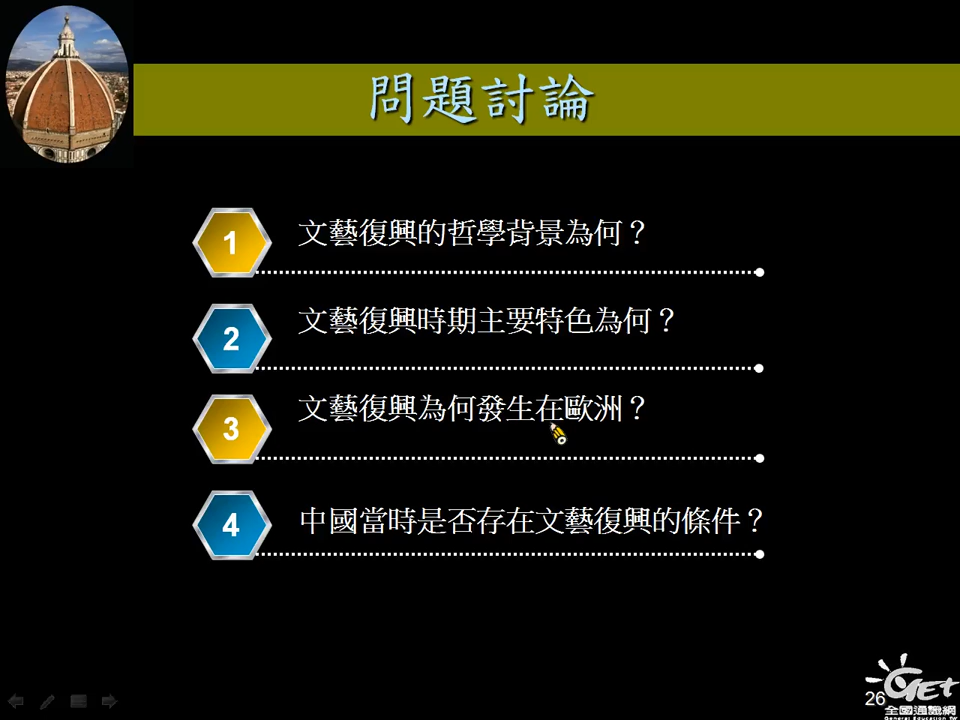 問題討論
1
文藝復興的哲學背景為何？
2
文藝復興時期主要特色為何？
3
文藝復興為何發生在歐洲？
4
中國當時是否存在文藝復興的條件？
26
Get
全國通識網